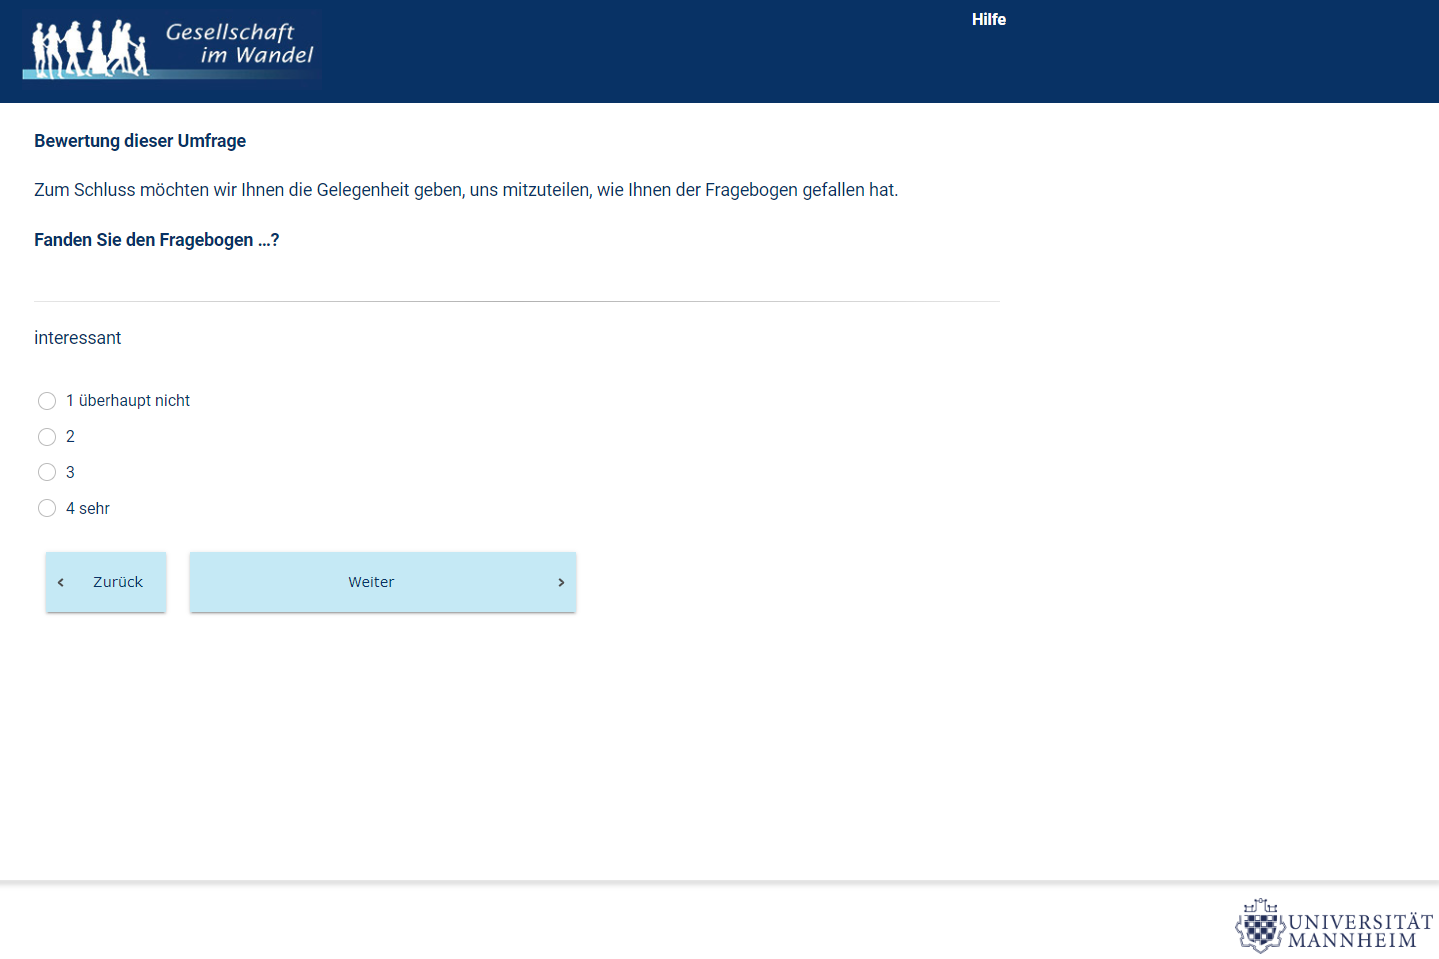 Gesellschaft
im Wandel
Hilfe
Bewertung dieser Umfrage
Zum Schluss möchten wir Ihnen die Gelegenheit geben, uns mitzuteilen, wie Ihnen der Fragebogen gefallen hat.
Fanden Sie den Fragebogen ...?
interessant
1 überhaupt nicht
2
3
4 sehr
Zurück
Weiter
UNIVERSITÄT
MANNHEIM